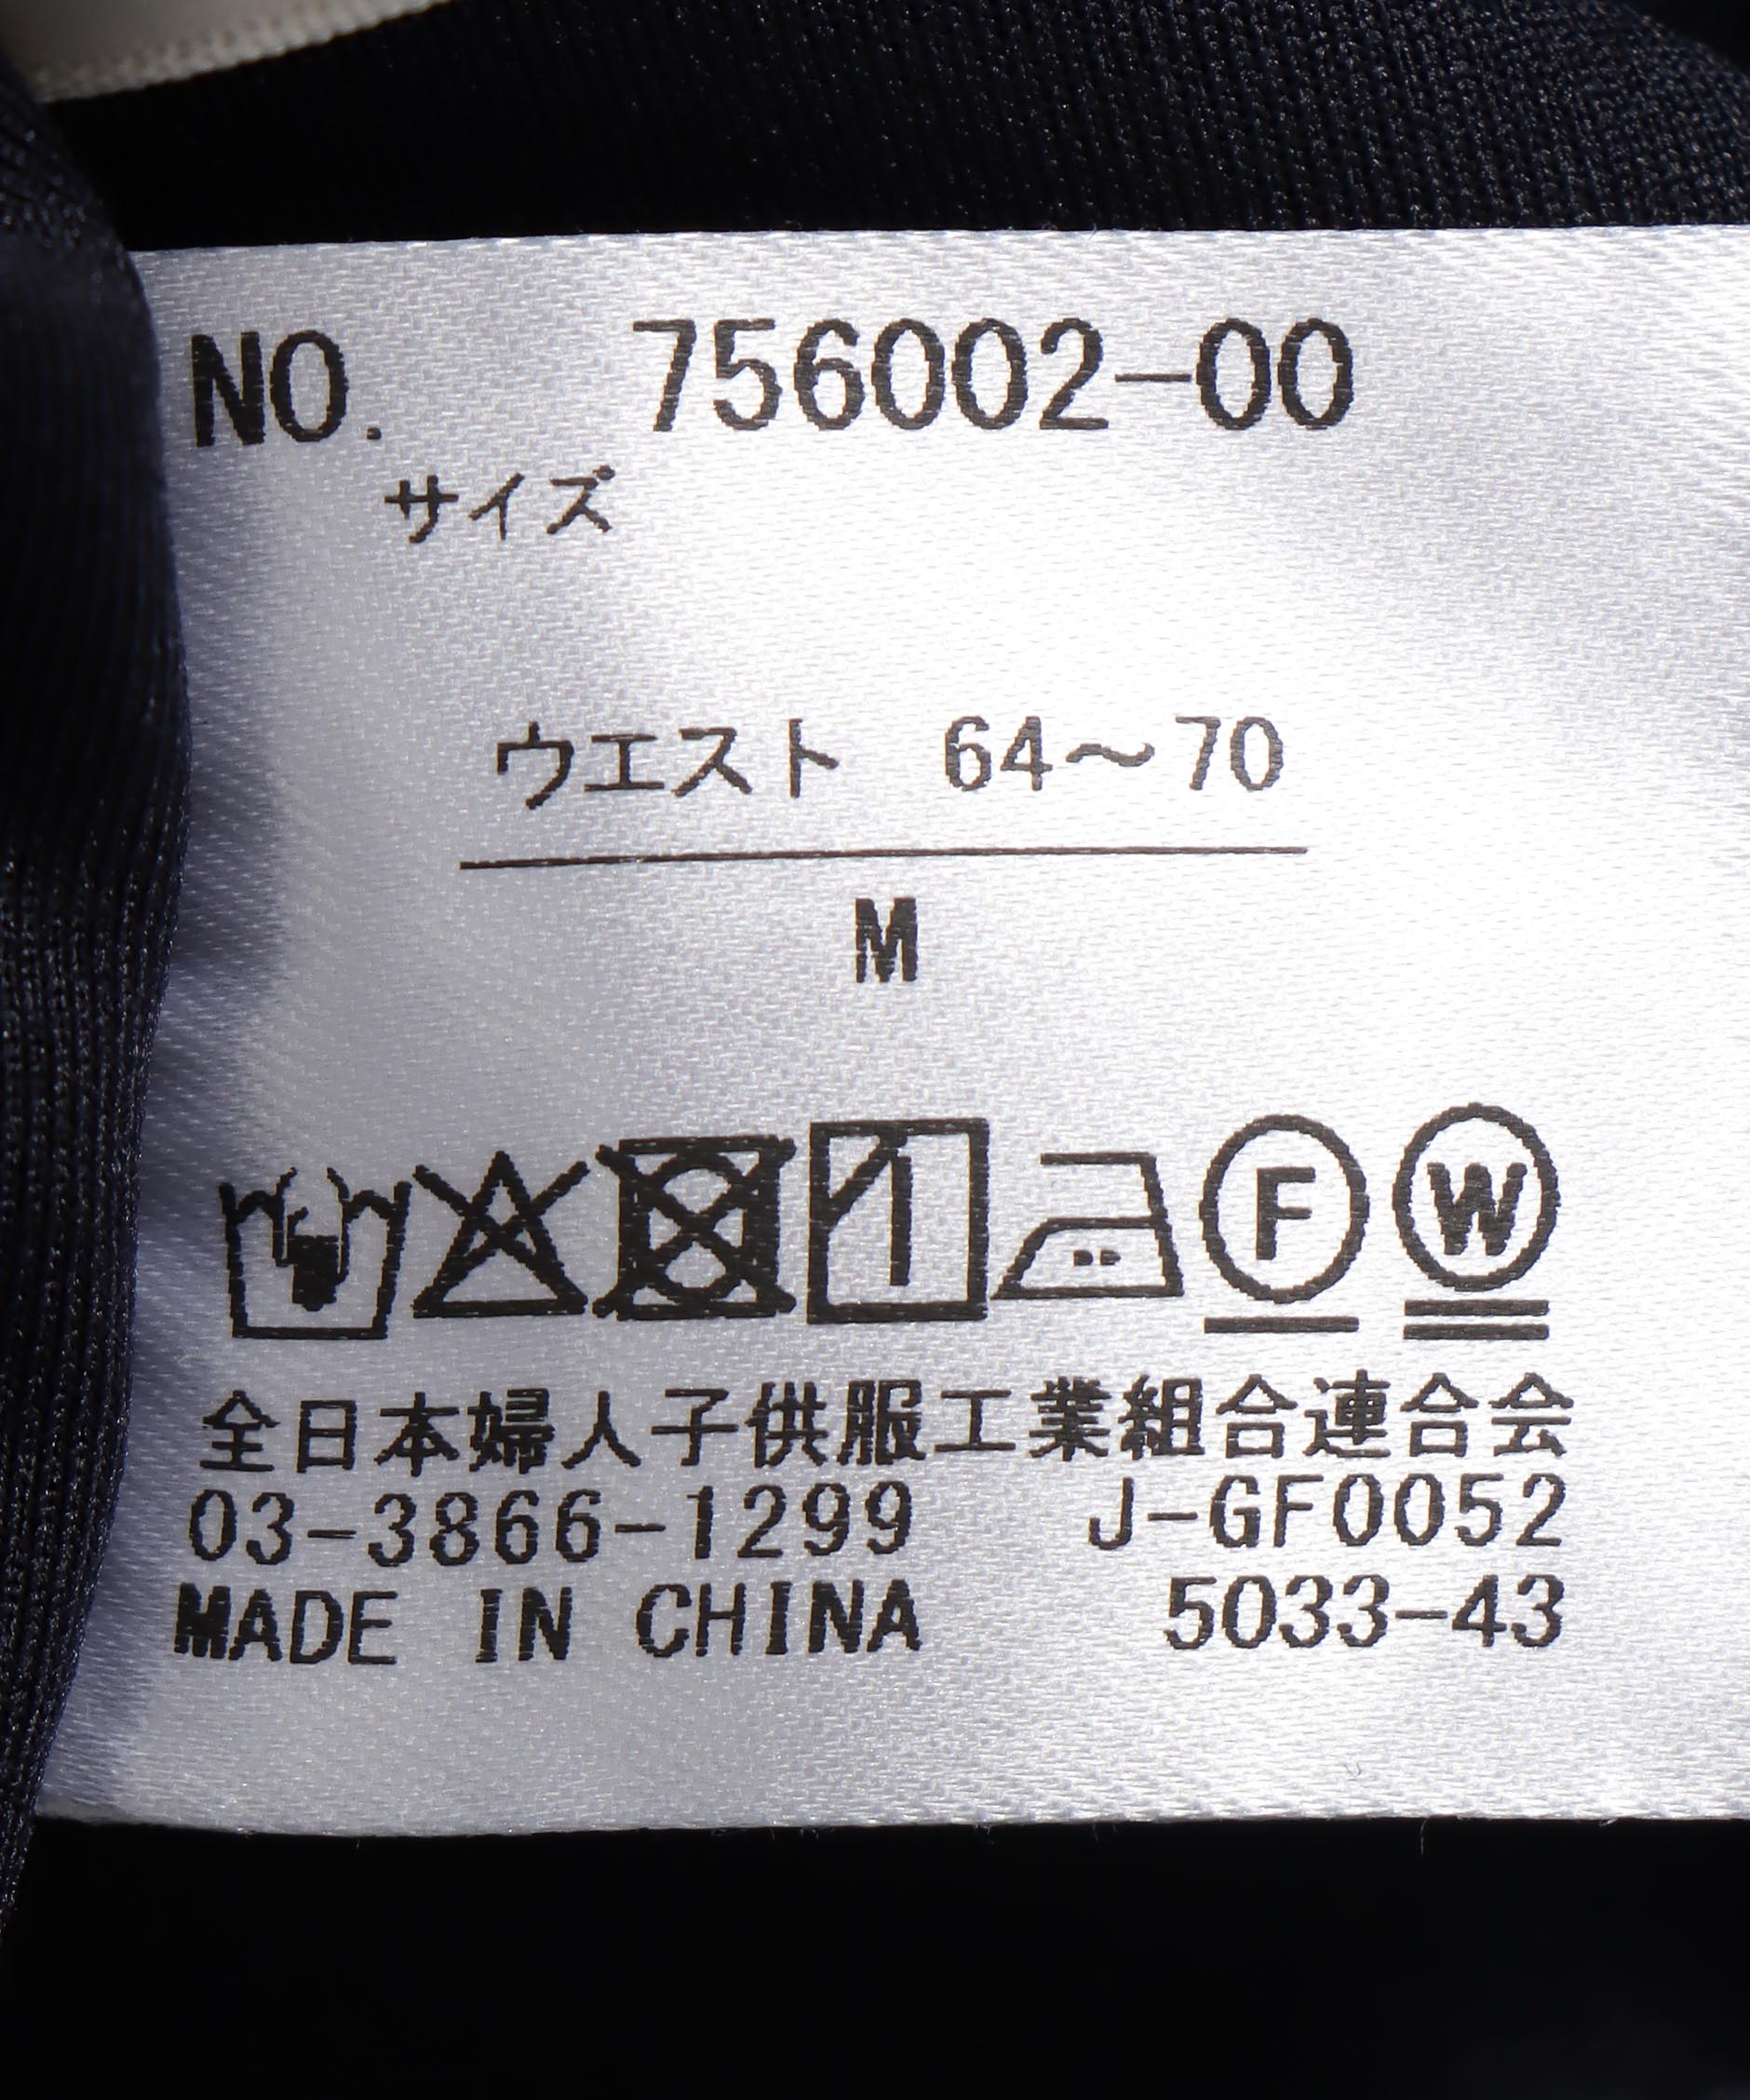 NO. 756002-00
サイズ
ウエスト 64〜70
M
F W
全日本婦人子供服工業組合連合会
03-3866-1299 J-GF0052
MADE IN CHINA 5033-43